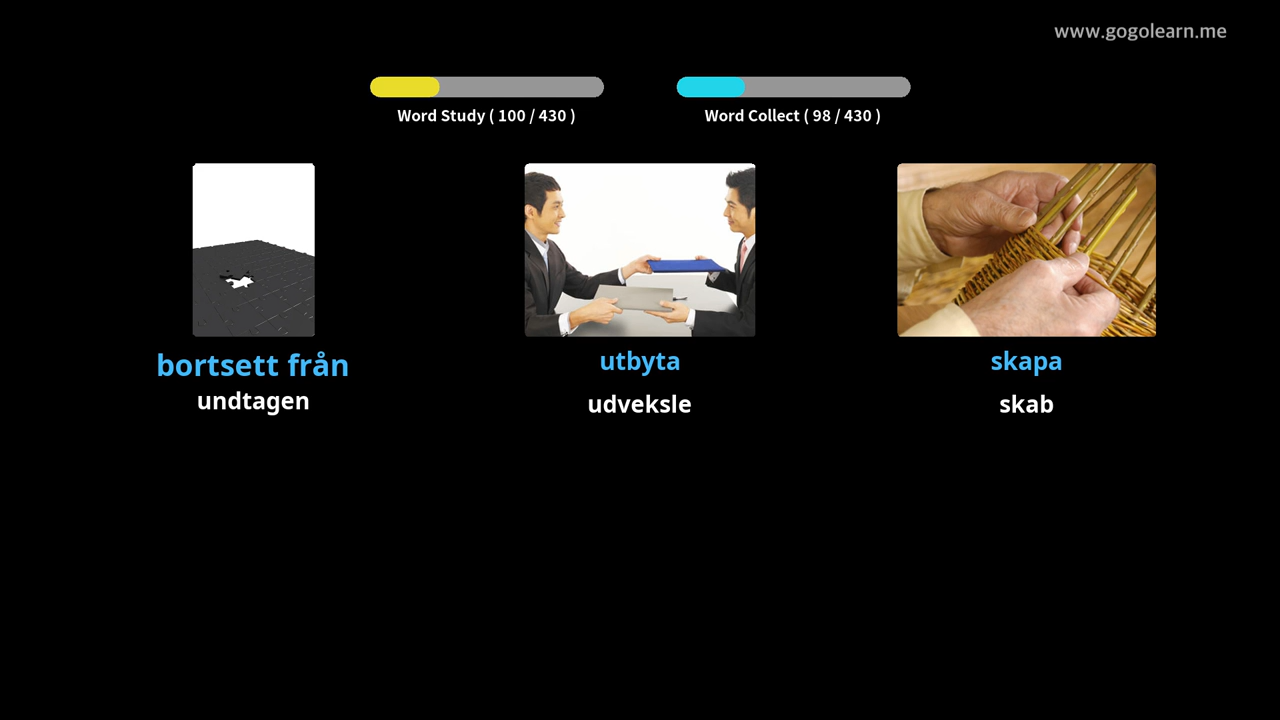 www.gogolearn.me
Word Study ( 100 / 430 )
Word Collect ( 98 / 430 )
bortsett från
undtagen
utbyta
udveksle
skapa
skab